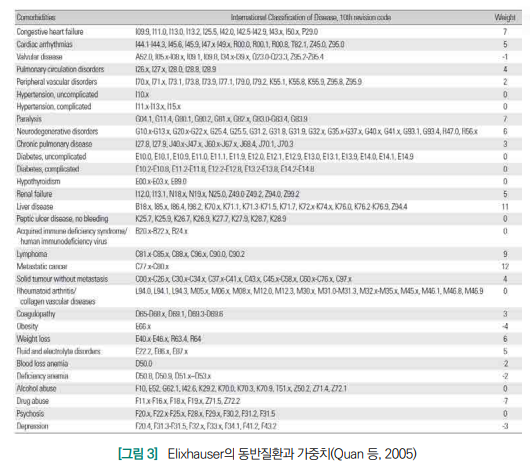 Comorbidities International Classification of Disease, 10th revision code Weight
Congestive heart failure I09.9, I11.0, I13.0, I13.2, I25.5, I42.0, I42.5-I42.9, I43.x, I50.x, P29.0 7
Cardiac arrhythmias I44.1-I44.3, I45.6, I45.9, I47.x-I49.x, R00.0, R00.1, R00.8, T82.1, Z45.0, Z95.0 5
Valvular disease A52.0, I05.x-I08.x, I09.1, I09.8, I34.x-I39.x, Q23.0-Q23.3, Z95.2-Z95.4 -1
Pulmonary circulation disorders I26.x, I27.x, I28.0, I28.8, I28.9 4
Peripheral vascular disorders I70.x, I71.x, I73.1, I73.8, I73.9, I77.1, I79.0, I79.2, K55.1, K55.8, K55.9, Z95.8, Z95.9 2
Hypertension, uncomplicated I10.x 0
Hypertension, complicated I11.x-I13.x, I15.x 0
Paralysis G04.1, G11.4, G80.1, G80.2, G81.x, G82.x, G83.0-G83.4, G83.9 7
Neurodegenerative disorders G10.x-G13.x, G20.x-G22.x, G25.4, G25.5, G31.2, G31.8, G31.9, G32.x, G35.x-G37.x, G40.x, G41.x, G93.1, G93.4, R47.0, R56.x 6
Chronic pulmonary disease I27.8, I27.9, J40.x-J47.x, J60.x-J67.x, J68.4, J70.1, J70.3 3
Diabetes, uncomplicated E10.0, E10.1, E10.9, E11.0, E11.1, E11.9, E12.0, E12.1, E12.9, E13.0, E13.1, E13.9, E14.0, E14.1, E14.9 0
Diabetes, complicated E10.2-E10.8, E11.2-E11.8, E12.2-E12.8, E13.2-E13.8, E14.2-E14.8 0
Hypothyroidism E00.x-E03.x, E89.0 0
Renal failure I12.0, I13.1, N18.x, N19.x, N25.0, Z49.0-Z49.2, Z94.0, Z99.2 5
Liver disease B18.x, I85.x, I86.4, I98.2, K70.x, K71.1, K71.3-K71.5, K71.7, K72.x-K74.x, K76.0, K76.2-K76.9, Z94.4 11
Peptic ulcer disease, no bleeding K25.7, K25.9, K26.7, K26.9, K27.7, K27.9, K28.7, K28.9 0
Acquired immune deficiency syndrome/ B20.x-B22.x, B24.x 0
human immunodeficiency virus
Lymphoma C81.x-C85.x, C88.x, C96.x, C90.0, C90.2 9
Metastatic cancer C77.x-C80.x 12
Solid tumour without metastasis C00.x-C26.x, C30.x-C34.x, C37.x-C41.x, C43.x, C45.x-C58.x, C60.x-C76.x, C97.x 4
Rheumatoid arthritis/ L94.0, L94.1, L94.3, M05.x, M06.x, M08.x, M12.0, M12.3, M30.x, M31.0-M31.3, M32.x-M35.x, M45.x, M46.1, M46.8, M46.9 0
collagen vascular diseases
Coagulopathy D65-D68.x, D69.1, D69.3-D69.6 3
Obesity E66.x -4
Weight loss E40.x-E46.x, R63.4, R64 6
Fluid and electrolyte disorders E22.2, E86.x, E87.x 5
Blood loss anemia D50.0 2
Deficiency anemia D50.8, D50.9, D51.x-D53.x -2
Alcohol abuse F10, E52, G62.1, I42.6, K29.2, K70.0, K70.3, K70.9, T51.x, Z50.2, Z71.4, Z72.1 0
Drug abuse F11.x-F16.x, F18.x, F19.x, Z71.5, Z72.2 -7
Psychosis F20.x, F22.x-F25.x, F28.x, F29.x, F30.2, F31.2, F31.5 0
Depression F20.4, F31.3-F31.5, F32.x, F33.x, F34.1, F41.2, F43.2 -3
[그림 3] Elixhauser의 동반질환과 가중치(Quan 등, 2005)